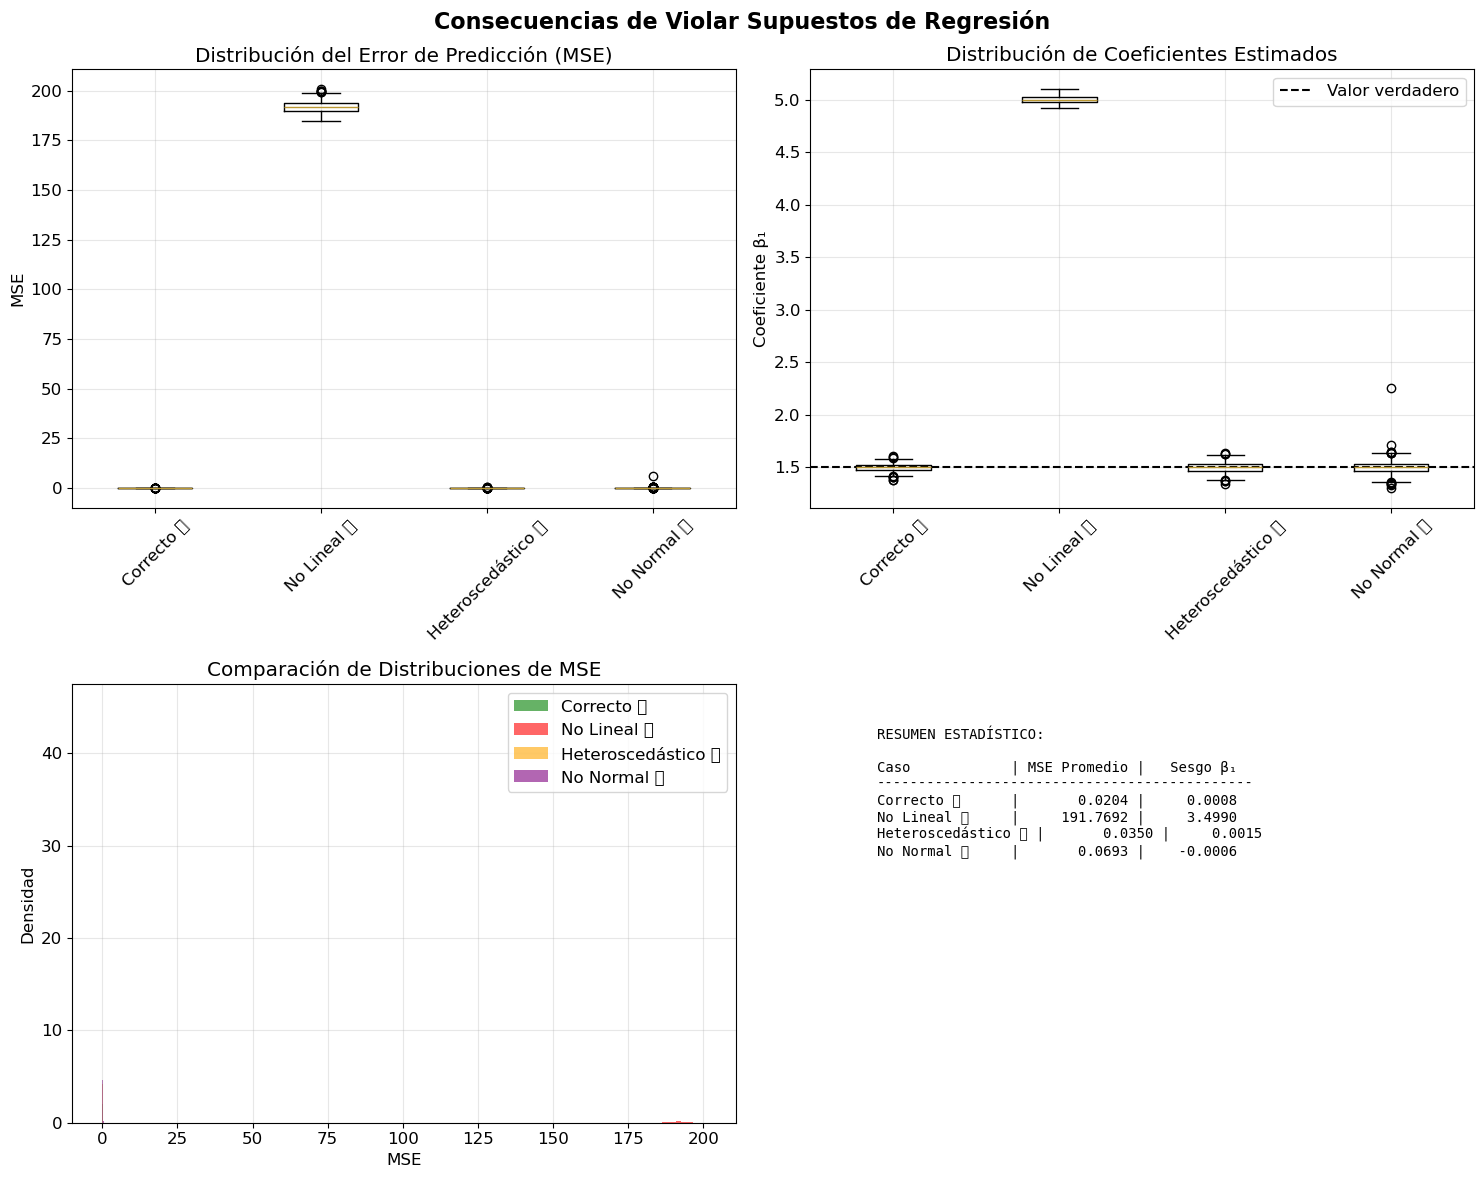 Consecuencias de Violar Supuestos de Regresión
Distribución del Error de Predicción (MSE)
MSE
200
175
150
125
100
75
50
25
0
Correcto ▯
No Lineal ▯
Heteroscedástico ▯
No Normal ▯
Distribución de Coeficientes Estimados
Coeficiente β₁
Valor verdadero
5.0
4.5
4.0
3.5
3.0
2.5
2.0
1.5
Correcto ▯
No Lineal ▯
Heteroscedástico ▯
No Normal ▯
Comparación de Distribuciones de MSE
Densidad
40
30
20
10
0
Correcto ▯
No Lineal ▯
Heteroscedástico ▯
No Normal ▯
0 25 50 75 100 125 150 175 200
MSE
RESUMEN ESTADÍSTICO:
Caso | MSE Promedio | Sesgo β₁
--------------------------------------------
Correcto ▯ | 0.0204 | 0.0008
No Lineal ▯ | 191.7692 | 3.4990
Heteroscedástico ▯ | 0.0350 | 0.0015
No Normal ▯ | 0.0693 | -0.0006